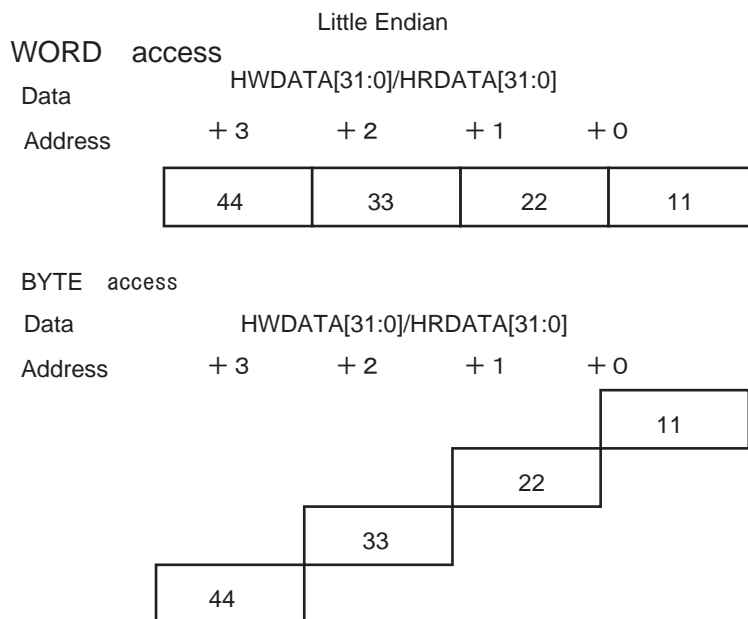 Little Endian
WORD access
Data HWDATA[31:0]/HRDATA[31:0]
Address +3 +2 +1 +0
44 33 22 11
BYTE access
Data HWDATA[31:0]/HRDATA[31:0]
Address +3 +2 +1 +0
11
22
33
44